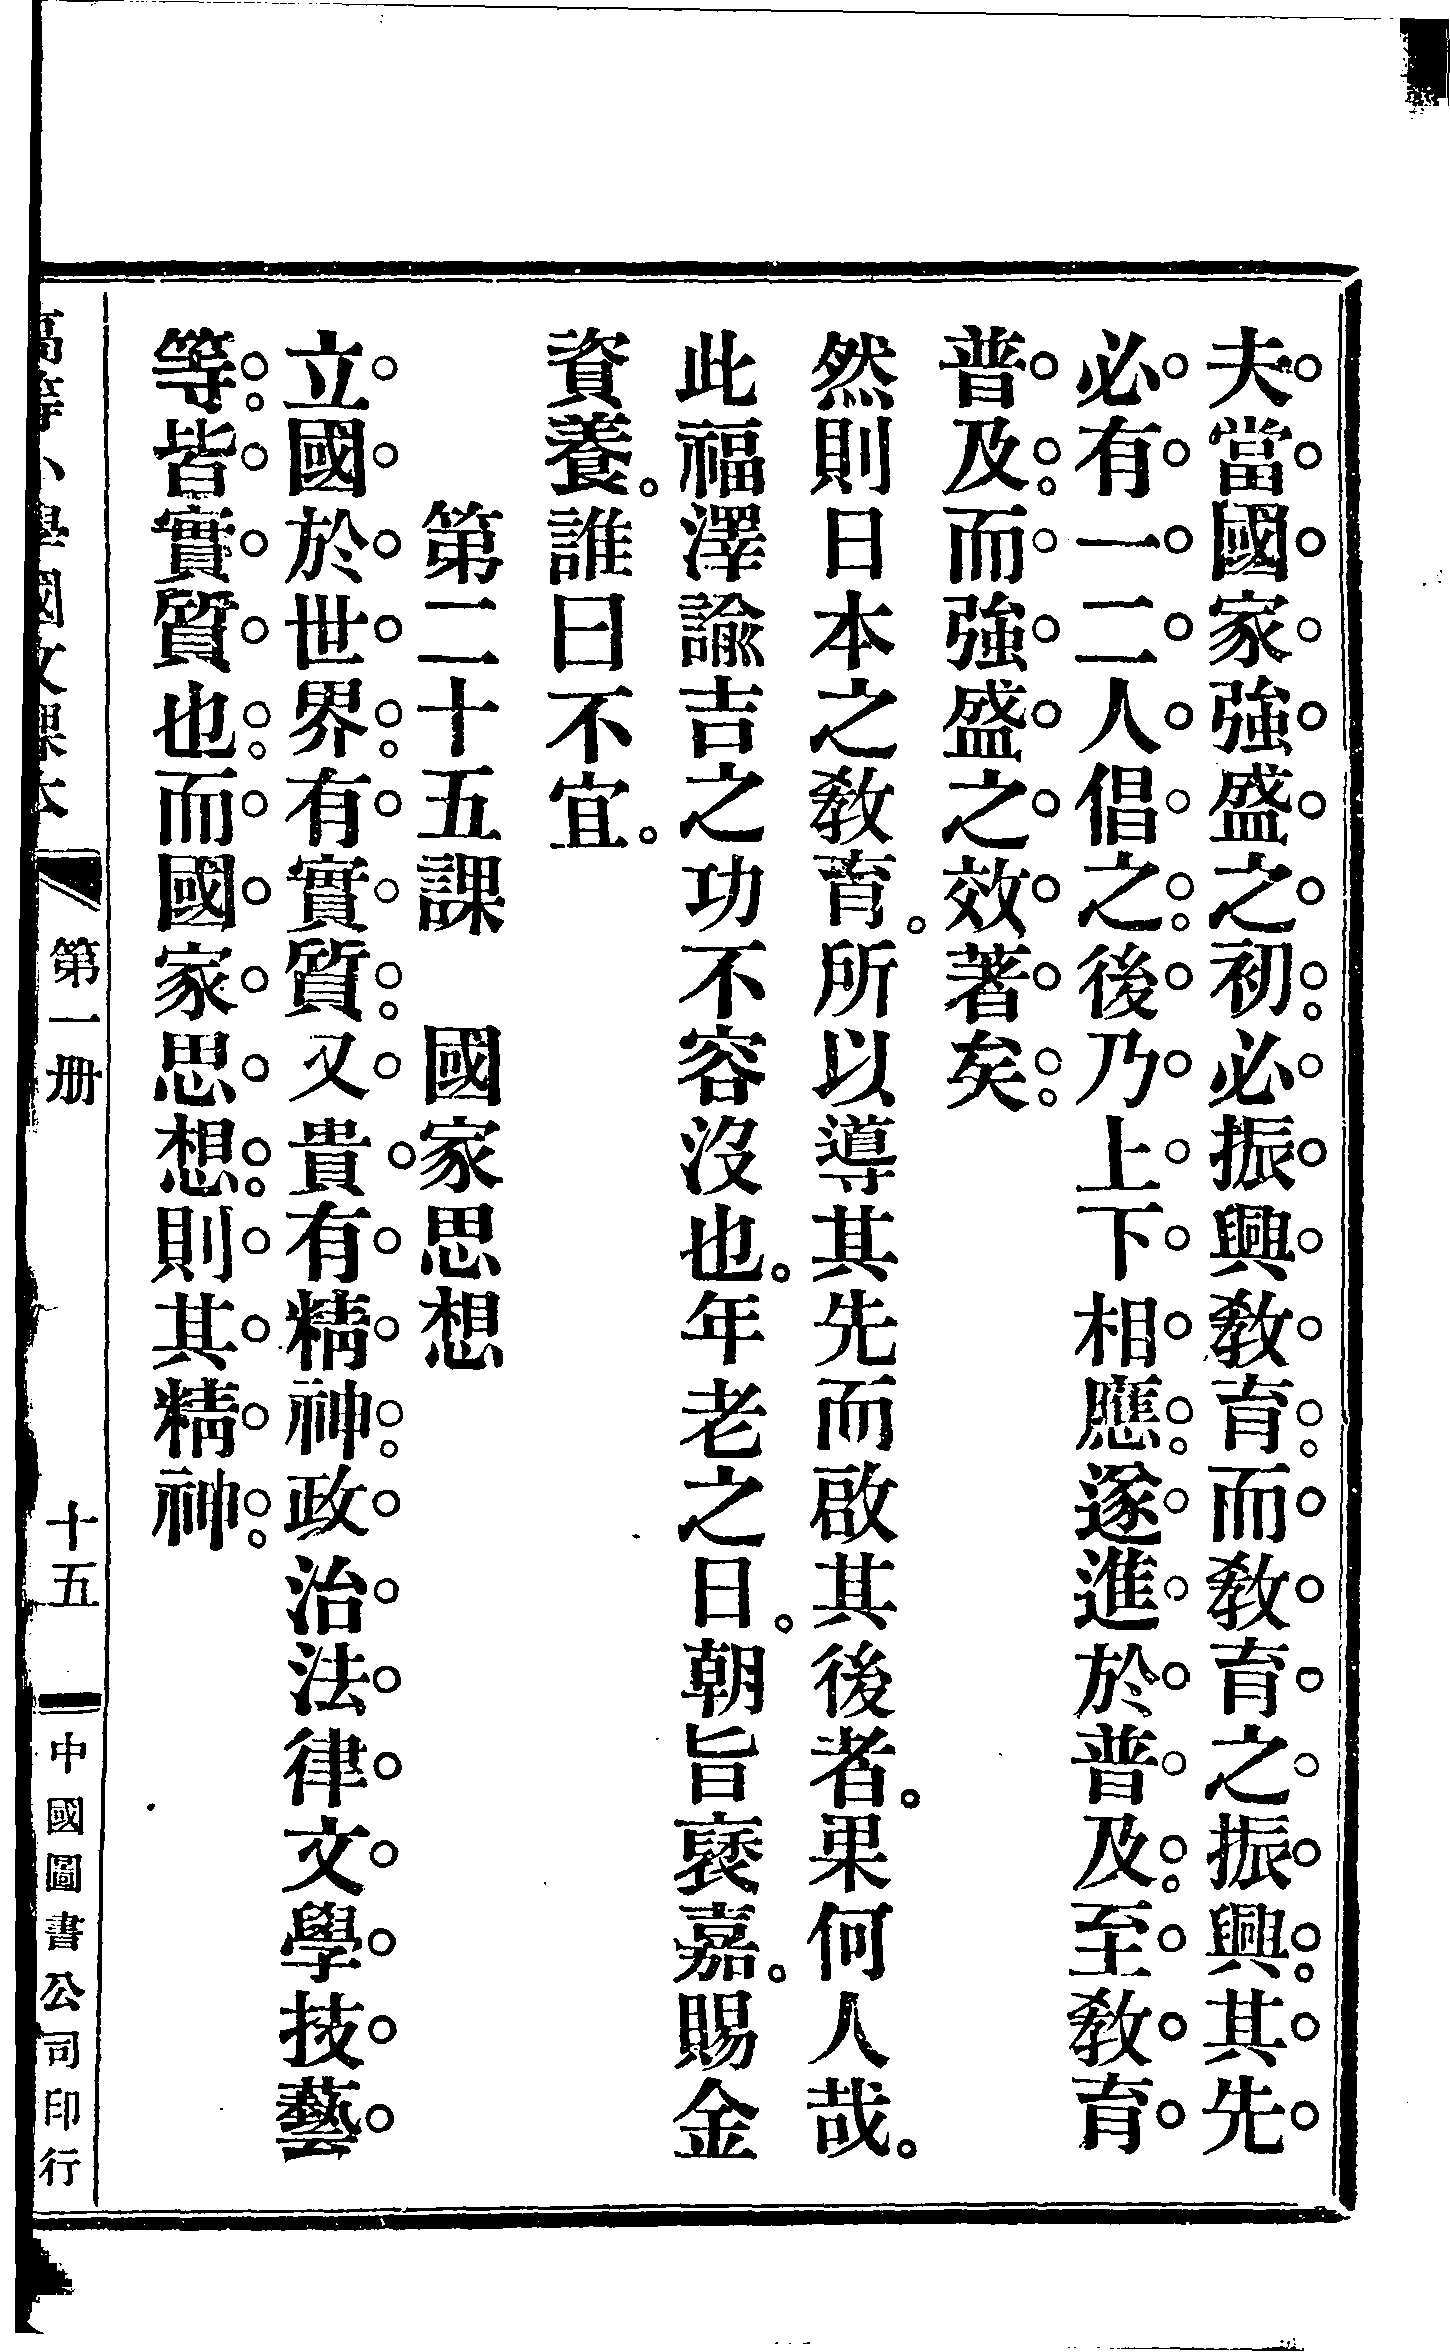 夫當國家強盛之初。必振興敎育。而敎育之振興。其先
必有一二人倡之。後乃上下相應。遂進於普及。至敎育
普及。而強盛之效著矣。
然則日本之敎育。所以導其先而啟其後者。果何人哉。
此福澤諭吉之功不容沒也。年老之日。朝旨褒嘉。賜金
資養。誰曰不宜。
第二十五課　國家思想
立國於世界。有實質。又貴有精神。政治法律文學技藝
等。皆實質也。而國家思想。則其精神。
高等小學國文課本　第一册　十五　中國圖書公司印行